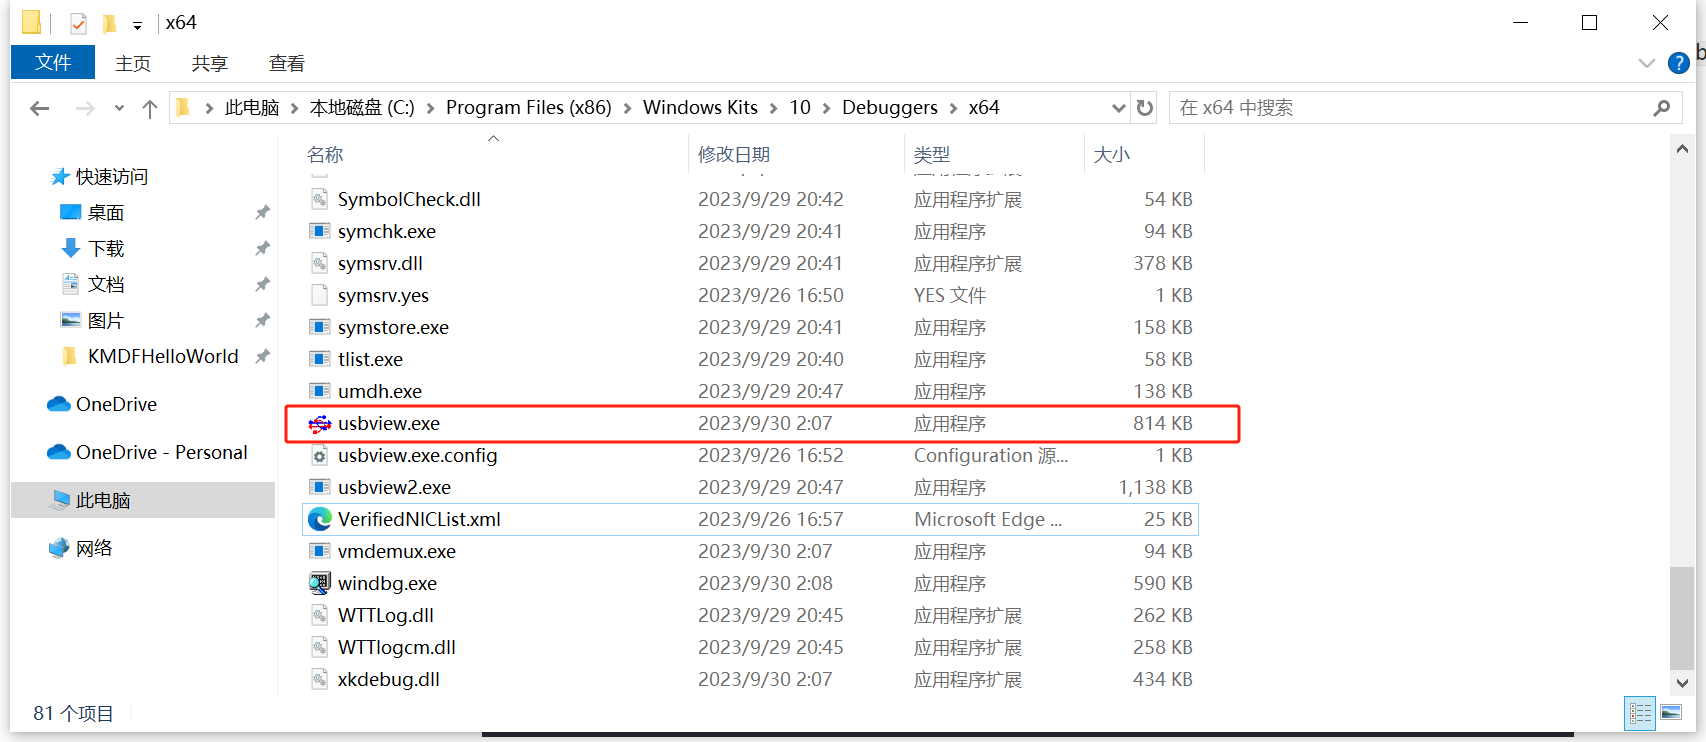 x64
文件 主页 共享 查看
此电脑 本地磁盘 (C:) Program Files (x86) Windows Kits 10 Debuggers x64 在 x64 中搜索
快速访问
桌面
下载
文档
图片
KMDFHelloWorld
OneDrive
OneDrive - Personal
此电脑
网络
名称 修改日期 类型 大小
SymbolCheck.dll 2023/9/29 20:42 应用程序扩展 54 KB
symchk.exe 2023/9/29 20:41 应用程序 94 KB
symsrv.dll 2023/9/29 20:41 应用程序扩展 378 KB
symsrv.yes 2023/9/26 16:50 YES 文件 1 KB
symstore.exe 2023/9/29 20:41 应用程序 158 KB
tlist.exe 2023/9/29 20:40 应用程序 58 KB
umdh.exe 2023/9/29 20:47 应用程序 138 KB
usbview.exe 2023/9/30 2:07 应用程序 814 KB
usbview.exe.config 2023/9/26 16:52 Configuration 源... 1 KB
usbview2.exe 2023/9/29 20:47 应用程序 1,138 KB
VerifiedNICList.xml 2023/9/26 16:57 Microsoft Edge ... 25 KB
vmdemux.exe 2023/9/30 2:07 应用程序 94 KB
windbg.exe 2023/9/30 2:08 应用程序 590 KB
WTTLog.dll 2023/9/29 20:45 应用程序扩展 262 KB
WTTlogcm.dll 2023/9/29 20:45 应用程序扩展 258 KB
xkdebug.dll 2023/9/30 2:07 应用程序扩展 434 KB
81 个项目